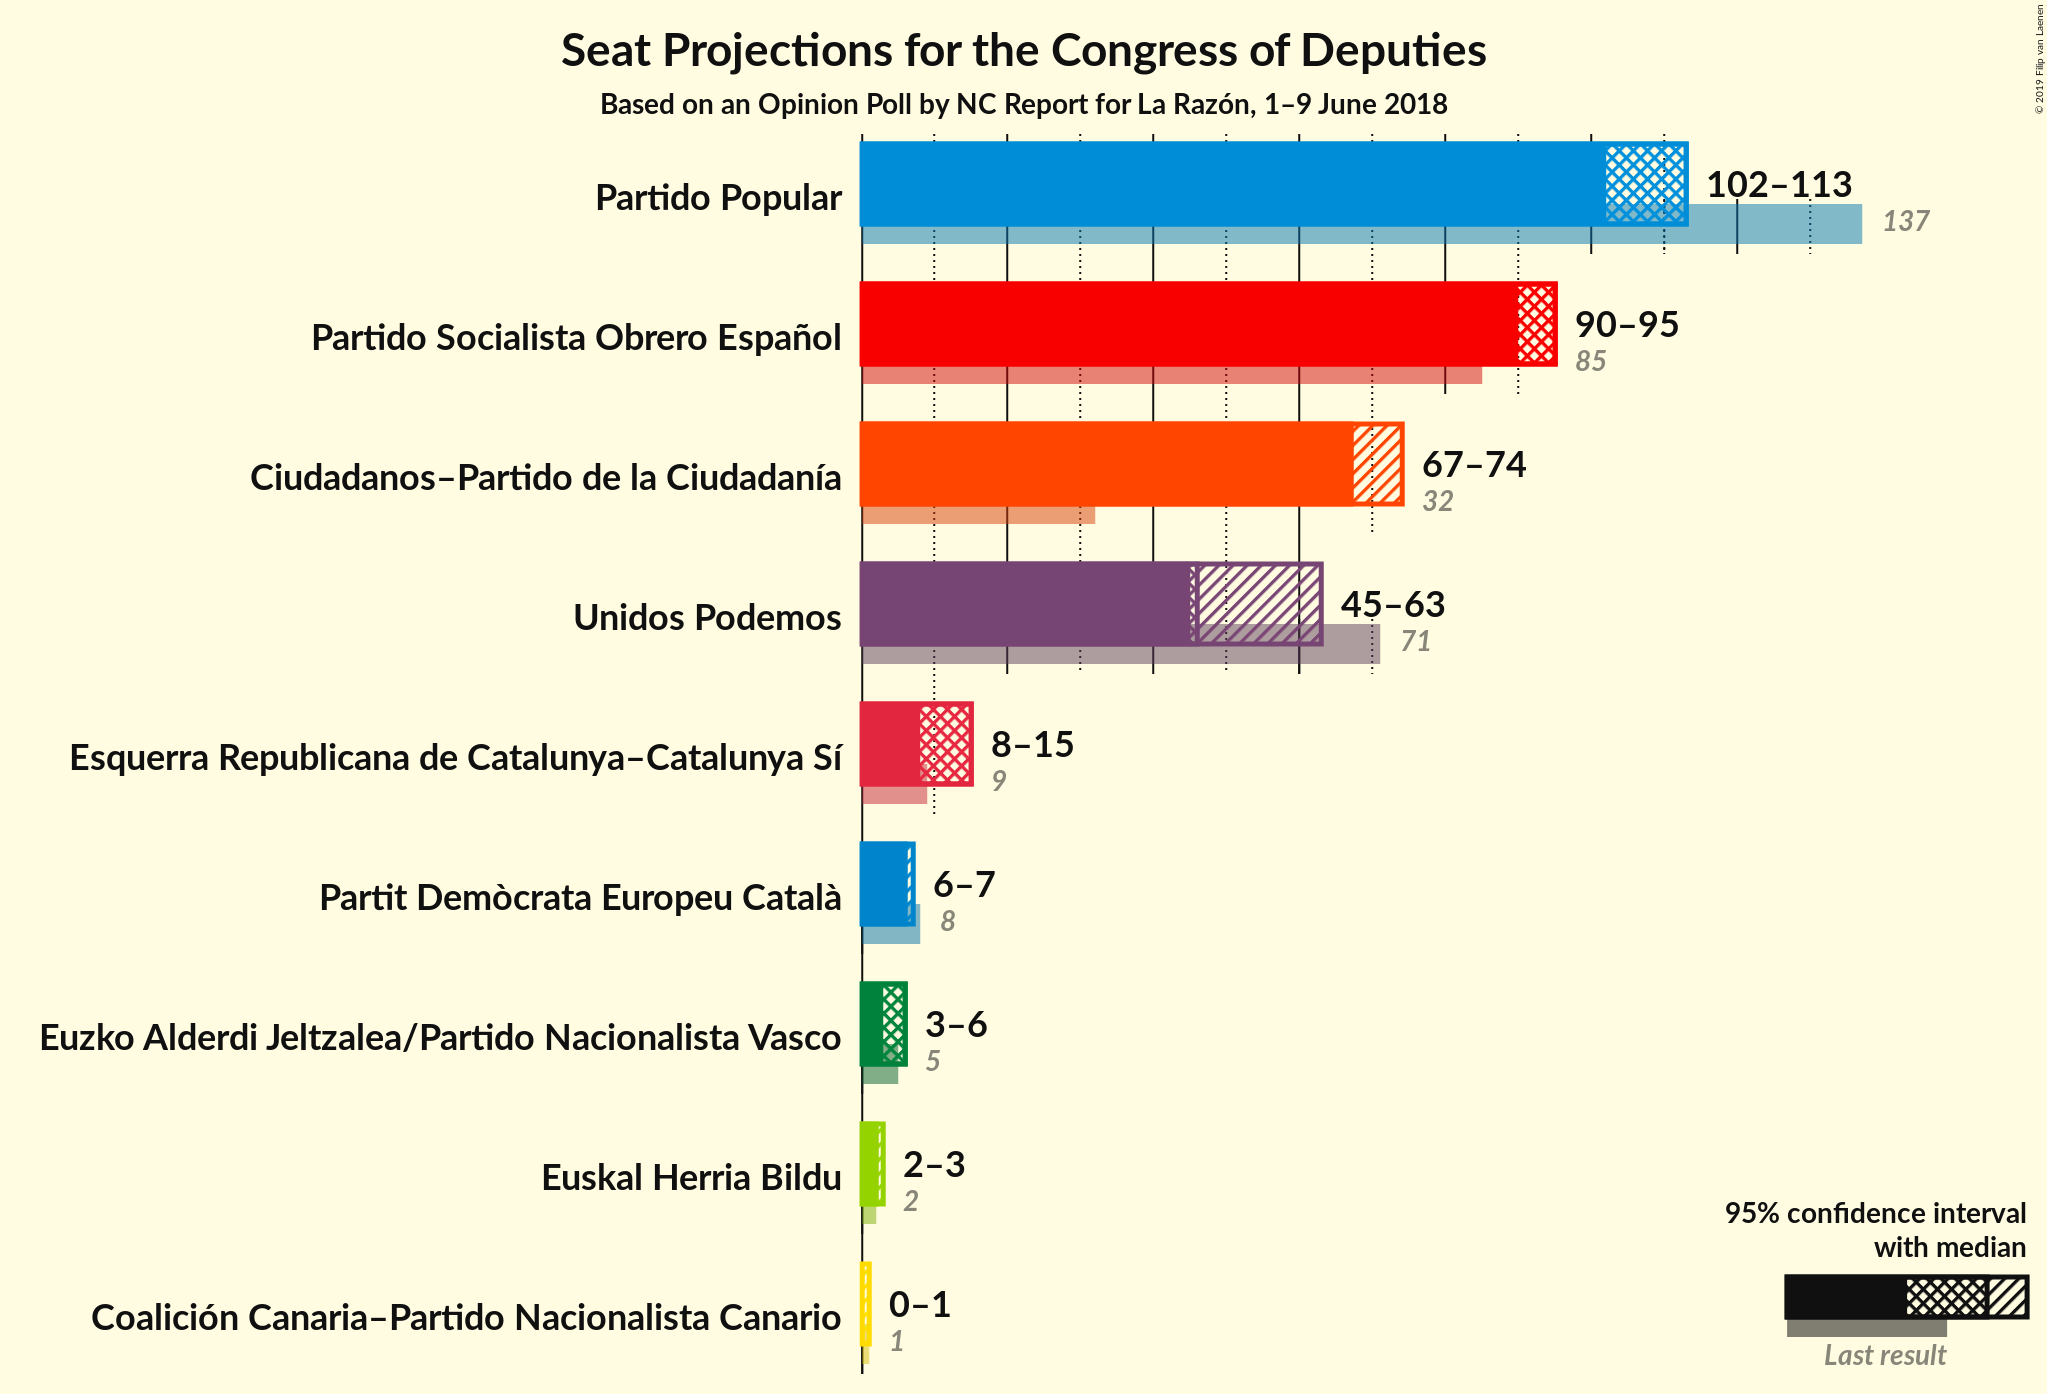 Seat Projections for the Congress of Deputies
Based on an Opinion Poll by NC Report for La Razón, 1–9 June 2018
© 2019 Filip van Laenen
Partido Popular
102–113
137
Partido Socialista Obrero Español
90–95
85
Ciudadanos–Partido de la Ciudadanía
67–74
32
Unidos Podemos
45–63
71
Esquerra Republicana de Catalunya–Catalunya Sí
8–15
9
Partit Demòcrata Europeu Català
6–7
8
Euzko Alderdi Jeltzalea/Partido Nacionalista Vasco
3–6
5
Euskal Herria Bildu
2–3
2
Coalición Canaria–Partido Nacionalista Canario
0–1
1
95% confidence interval
with median
Last result